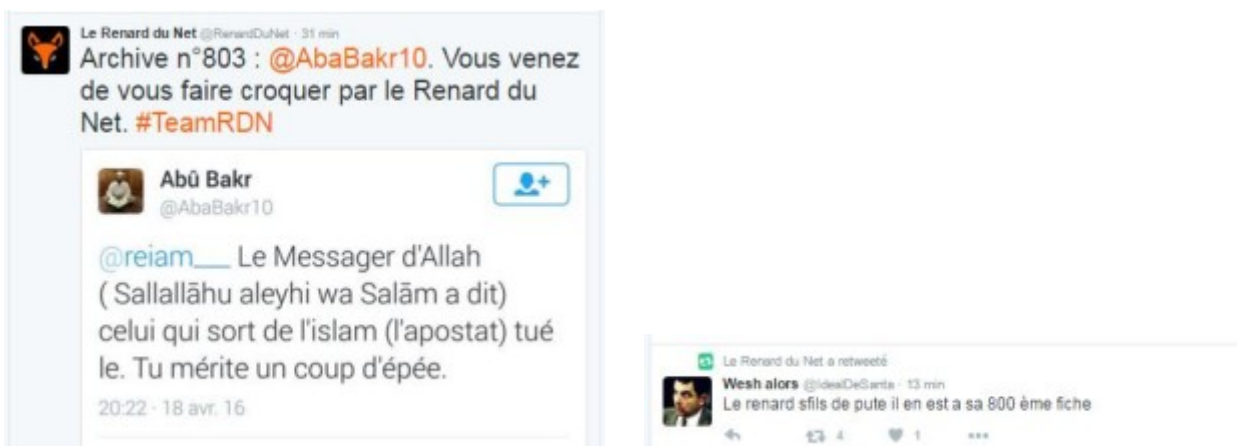 Le Renard du Net @RenardDuNet · 31 min
Archive n°803 : @AbaBakr10. Vous venez
de vous faire croquer par le Renard du
Net. #TeamRDN
Abû Bakr
@AbaBakr10
@reiam___ Le Messager d'Allah
( Sallallāhu aleyhi wa Salām a dit)
celui qui sort de l'islam (l'apostat) tué
le. Tu mérite un coup d'épée.
20:22 · 18 avr. 16
Le Renard du Net a retweeté
Wesh alors @IdealDeSanta · 13 min
Le renard sfils de pute il en est a sa 800 ème fiche
4 1